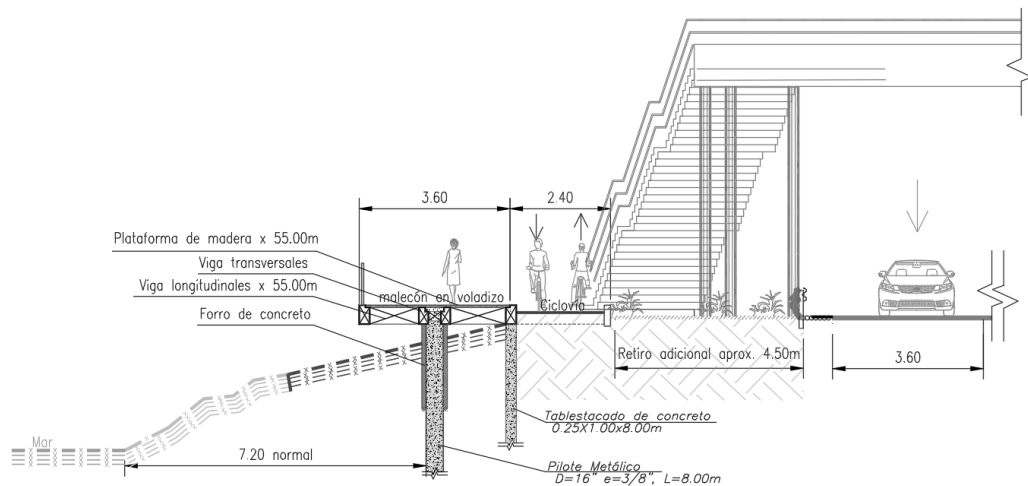 3.60
2.40
Plataforma de madera x 55.00m
Viga transversales
malecón en voladizo
Viga longitudinales x 55.00m
Ciclovía
Forro de concreto
Retiro adicional aprox. 4.50m
3.60
Tablestacado de concreto
0.25X1.00x8.00m
Mar
7.20 normal
Pilote Metálico
D=16" e=3/8", L=8.00m